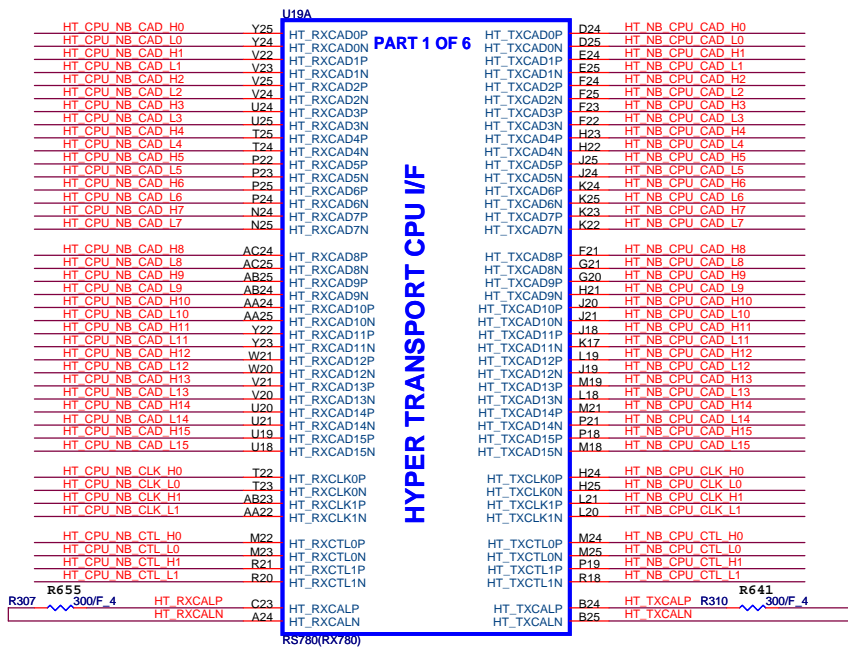 U19A
PART 1 OF 6
HYPER TRANSPORT CPU I/F
HT_CPU_NB_CAD_H0 Y25 HT_RXCAD0P HT_TXCAD0P D24 HT_NB_CPU_CAD_H0
HT_CPU_NB_CAD_L0 Y24 HT_RXCAD0N HT_TXCAD0N D25 HT_NB_CPU_CAD_L0
HT_CPU_NB_CAD_H1 V22 HT_RXCAD1P HT_TXCAD1P E24 HT_NB_CPU_CAD_H1
HT_CPU_NB_CAD_L1 V23 HT_RXCAD1N HT_TXCAD1N E25 HT_NB_CPU_CAD_L1
HT_CPU_NB_CAD_H2 V25 HT_RXCAD2P HT_TXCAD2P F24 HT_NB_CPU_CAD_H2
HT_CPU_NB_CAD_L2 V24 HT_RXCAD2N HT_TXCAD2N F25 HT_NB_CPU_CAD_L2
HT_CPU_NB_CAD_H3 U24 HT_RXCAD3P HT_TXCAD3P F23 HT_NB_CPU_CAD_H3
HT_CPU_NB_CAD_L3 U25 HT_RXCAD3N HT_TXCAD3N F22 HT_NB_CPU_CAD_L3
HT_CPU_NB_CAD_H4 T25 HT_RXCAD4P HT_TXCAD4P H23 HT_NB_CPU_CAD_H4
HT_CPU_NB_CAD_L4 T24 HT_RXCAD4N HT_TXCAD4N H22 HT_NB_CPU_CAD_L4
HT_CPU_NB_CAD_H5 P22 HT_RXCAD5P HT_TXCAD5P J25 HT_NB_CPU_CAD_H5
HT_CPU_NB_CAD_L5 P23 HT_RXCAD5N HT_TXCAD5N J24 HT_NB_CPU_CAD_L5
HT_CPU_NB_CAD_H6 P25 HT_RXCAD6P HT_TXCAD6P K24 HT_NB_CPU_CAD_H6
HT_CPU_NB_CAD_L6 P24 HT_RXCAD6N HT_TXCAD6N K25 HT_NB_CPU_CAD_L6
HT_CPU_NB_CAD_H7 N24 HT_RXCAD7P HT_TXCAD7P K23 HT_NB_CPU_CAD_H7
HT_CPU_NB_CAD_L7 N25 HT_RXCAD7N HT_TXCAD7N K22 HT_NB_CPU_CAD_L7
HT_CPU_NB_CAD_H8 AC24 HT_RXCAD8P HT_TXCAD8P F21 HT_NB_CPU_CAD_H8
HT_CPU_NB_CAD_L8 AC25 HT_RXCAD8N HT_TXCAD8N G21 HT_NB_CPU_CAD_L8
HT_CPU_NB_CAD_H9 AB25 HT_RXCAD9P HT_TXCAD9P G20 HT_NB_CPU_CAD_H9
HT_CPU_NB_CAD_L9 AB24 HT_RXCAD9N HT_TXCAD9N H21 HT_NB_CPU_CAD_L9
HT_CPU_NB_CAD_H10 AA24 HT_RXCAD10P HT_TXCAD10P J20 HT_NB_CPU_CAD_H10
HT_CPU_NB_CAD_L10 AA25 HT_RXCAD10N HT_TXCAD10N J21 HT_NB_CPU_CAD_L10
HT_CPU_NB_CAD_H11 Y22 HT_RXCAD11P HT_TXCAD11P J18 HT_NB_CPU_CAD_H11
HT_CPU_NB_CAD_L11 Y23 HT_RXCAD11N HT_TXCAD11N K17 HT_NB_CPU_CAD_L11
HT_CPU_NB_CAD_H12 W21 HT_RXCAD12P HT_TXCAD12P L19 HT_NB_CPU_CAD_H12
HT_CPU_NB_CAD_L12 W20 HT_RXCAD12N HT_TXCAD12N J19 HT_NB_CPU_CAD_L12
HT_CPU_NB_CAD_H13 V21 HT_RXCAD13P HT_TXCAD13P M19 HT_NB_CPU_CAD_H13
HT_CPU_NB_CAD_L13 V20 HT_RXCAD13N HT_TXCAD13N L18 HT_NB_CPU_CAD_L13
HT_CPU_NB_CAD_H14 U20 HT_RXCAD14P HT_TXCAD14P M21 HT_NB_CPU_CAD_H14
HT_CPU_NB_CAD_L14 U21 HT_RXCAD14N HT_TXCAD14N P21 HT_NB_CPU_CAD_L14
HT_CPU_NB_CAD_H15 U19 HT_RXCAD15P HT_TXCAD15P P18 HT_NB_CPU_CAD_H15
HT_CPU_NB_CAD_L15 U18 HT_RXCAD15N HT_TXCAD15N M18 HT_NB_CPU_CAD_L15
HT_CPU_NB_CLK_H0 T22 HT_RXCLK0P HT_TXCLK0P H24 HT_NB_CPU_CLK_H0
HT_CPU_NB_CLK_L0 T23 HT_RXCLK0N HT_TXCLK0N H25 HT_NB_CPU_CLK_L0
HT_CPU_NB_CLK_H1 AB23 HT_RXCLK1P HT_TXCLK1P L21 HT_NB_CPU_CLK_H1
HT_CPU_NB_CLK_L1 AA22 HT_RXCLK1N HT_TXCLK1N L20 HT_NB_CPU_CLK_L1
HT_CPU_NB_CTL_H0 M22 HT_RXCTL0P HT_TXCTL0P M24 HT_NB_CPU_CTL_H0
HT_CPU_NB_CTL_L0 M23 HT_RXCTL0N HT_TXCTL0N M25 HT_NB_CPU_CTL_L0
HT_CPU_NB_CTL_H1 R21 HT_RXCTL1P HT_TXCTL1P P19 HT_NB_CPU_CTL_H1
HT_CPU_NB_CTL_L1 R20 HT_RXCTL1N HT_TXCTL1N R18 HT_NB_CPU_CTL_L1
R655 R641
R307 300/F_4 HT_RXCALP C23 HT_RXCALP HT_TXCALP B24 HT_TXCALP R310 300/F_4
HT_RXCALN A24 HT_RXCALN HT_TXCALN B25 HT_TXCALN
RS780(RX780)